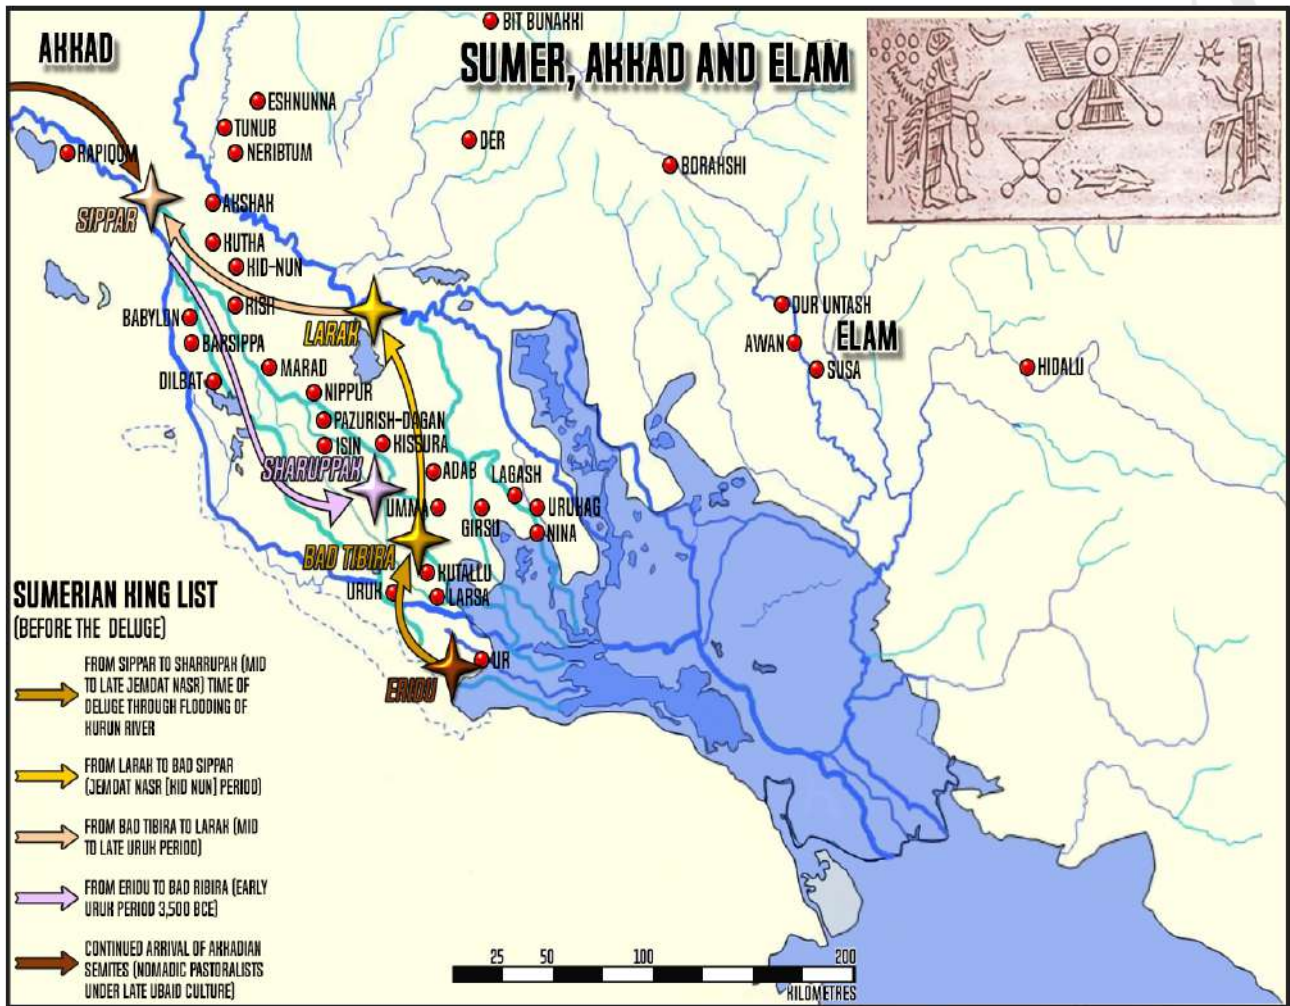 BIT BUNAKKI
AKKAD
SUMER, AKKAD AND ELAM
ESHNUNNA
TUNUB
DER
RAPIQUM
NERIBTUM
BARAHSHI
AKSHAK
SIPPAR
KUTHA
KID-NUN
KISH
DUR UNTASH
BABYLON
LARAK
ELAM
BARSIPPA
AWAN
MARAD
SUSA
HIDALU
DILBAT
NIPPUR
PAZURISH-DAGAN
ISIN
KISSURA
SHARUPPAK
ADAB
LAGASH
UMMA
GIRSU
URUKAG
NINA
BAD TIBIRA
KUTALLU
URUK
LARSA
UR
ERIDU
SUMERIAN KING LIST
(BEFORE THE DELUGE)
FROM SIPPAR TO SHARRUPAK (MID
TO LATE JEMDAT NASR) TIME OF
DELUGE THROUGH FLOODING OF
KURUN RIVER
FROM LARAK TO BAD SIPPAR
(JEMDAT NASR [KID NUN] PERIOD)
FROM BAD TIBIRA TO LARAK (MID
TO LATE URUK PERIOD)
FROM ERIDU TO BAD RIBIRA (EARLY
URUK PERIOD 3,500 BCE)
CONTINUED ARRIVAL OF AKKADIAN
SEMITES (NOMADIC PASTORALISTS
UNDER LATE UBAID CULTURE)
25 50 100 200
KILOMETRES